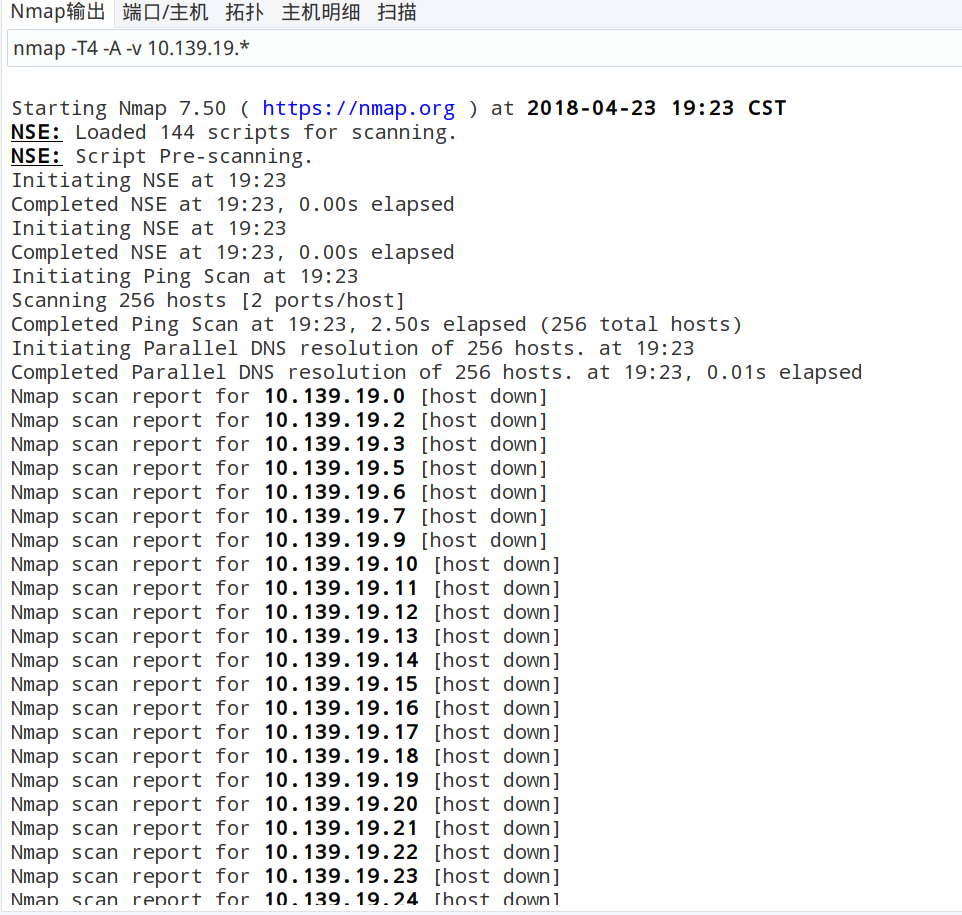 Nmap输出 端口/主机 拓扑 主机明细 扫描
nmap -T4 -A -v 10.139.19.*
Starting Nmap 7.50 ( https://nmap.org ) at 2018-04-23 19:23 CST
NSE: Loaded 144 scripts for scanning.
NSE: Script Pre-scanning.
Initiating NSE at 19:23
Completed NSE at 19:23, 0.00s elapsed
Initiating NSE at 19:23
Completed NSE at 19:23, 0.00s elapsed
Initiating Ping Scan at 19:23
Scanning 256 hosts [2 ports/host]
Completed Ping Scan at 19:23, 2.50s elapsed (256 total hosts)
Initiating Parallel DNS resolution of 256 hosts. at 19:23
Completed Parallel DNS resolution of 256 hosts. at 19:23, 0.01s elapsed
Nmap scan report for 10.139.19.0 [host down]
Nmap scan report for 10.139.19.2 [host down]
Nmap scan report for 10.139.19.3 [host down]
Nmap scan report for 10.139.19.5 [host down]
Nmap scan report for 10.139.19.6 [host down]
Nmap scan report for 10.139.19.7 [host down]
Nmap scan report for 10.139.19.9 [host down]
Nmap scan report for 10.139.19.10 [host down]
Nmap scan report for 10.139.19.11 [host down]
Nmap scan report for 10.139.19.12 [host down]
Nmap scan report for 10.139.19.13 [host down]
Nmap scan report for 10.139.19.14 [host down]
Nmap scan report for 10.139.19.15 [host down]
Nmap scan report for 10.139.19.16 [host down]
Nmap scan report for 10.139.19.17 [host down]
Nmap scan report for 10.139.19.18 [host down]
Nmap scan report for 10.139.19.19 [host down]
Nmap scan report for 10.139.19.20 [host down]
Nmap scan report for 10.139.19.21 [host down]
Nmap scan report for 10.139.19.22 [host down]
Nmap scan report for 10.139.19.23 [host down]
Nmap scan report for 10.139.19.24 [host down]